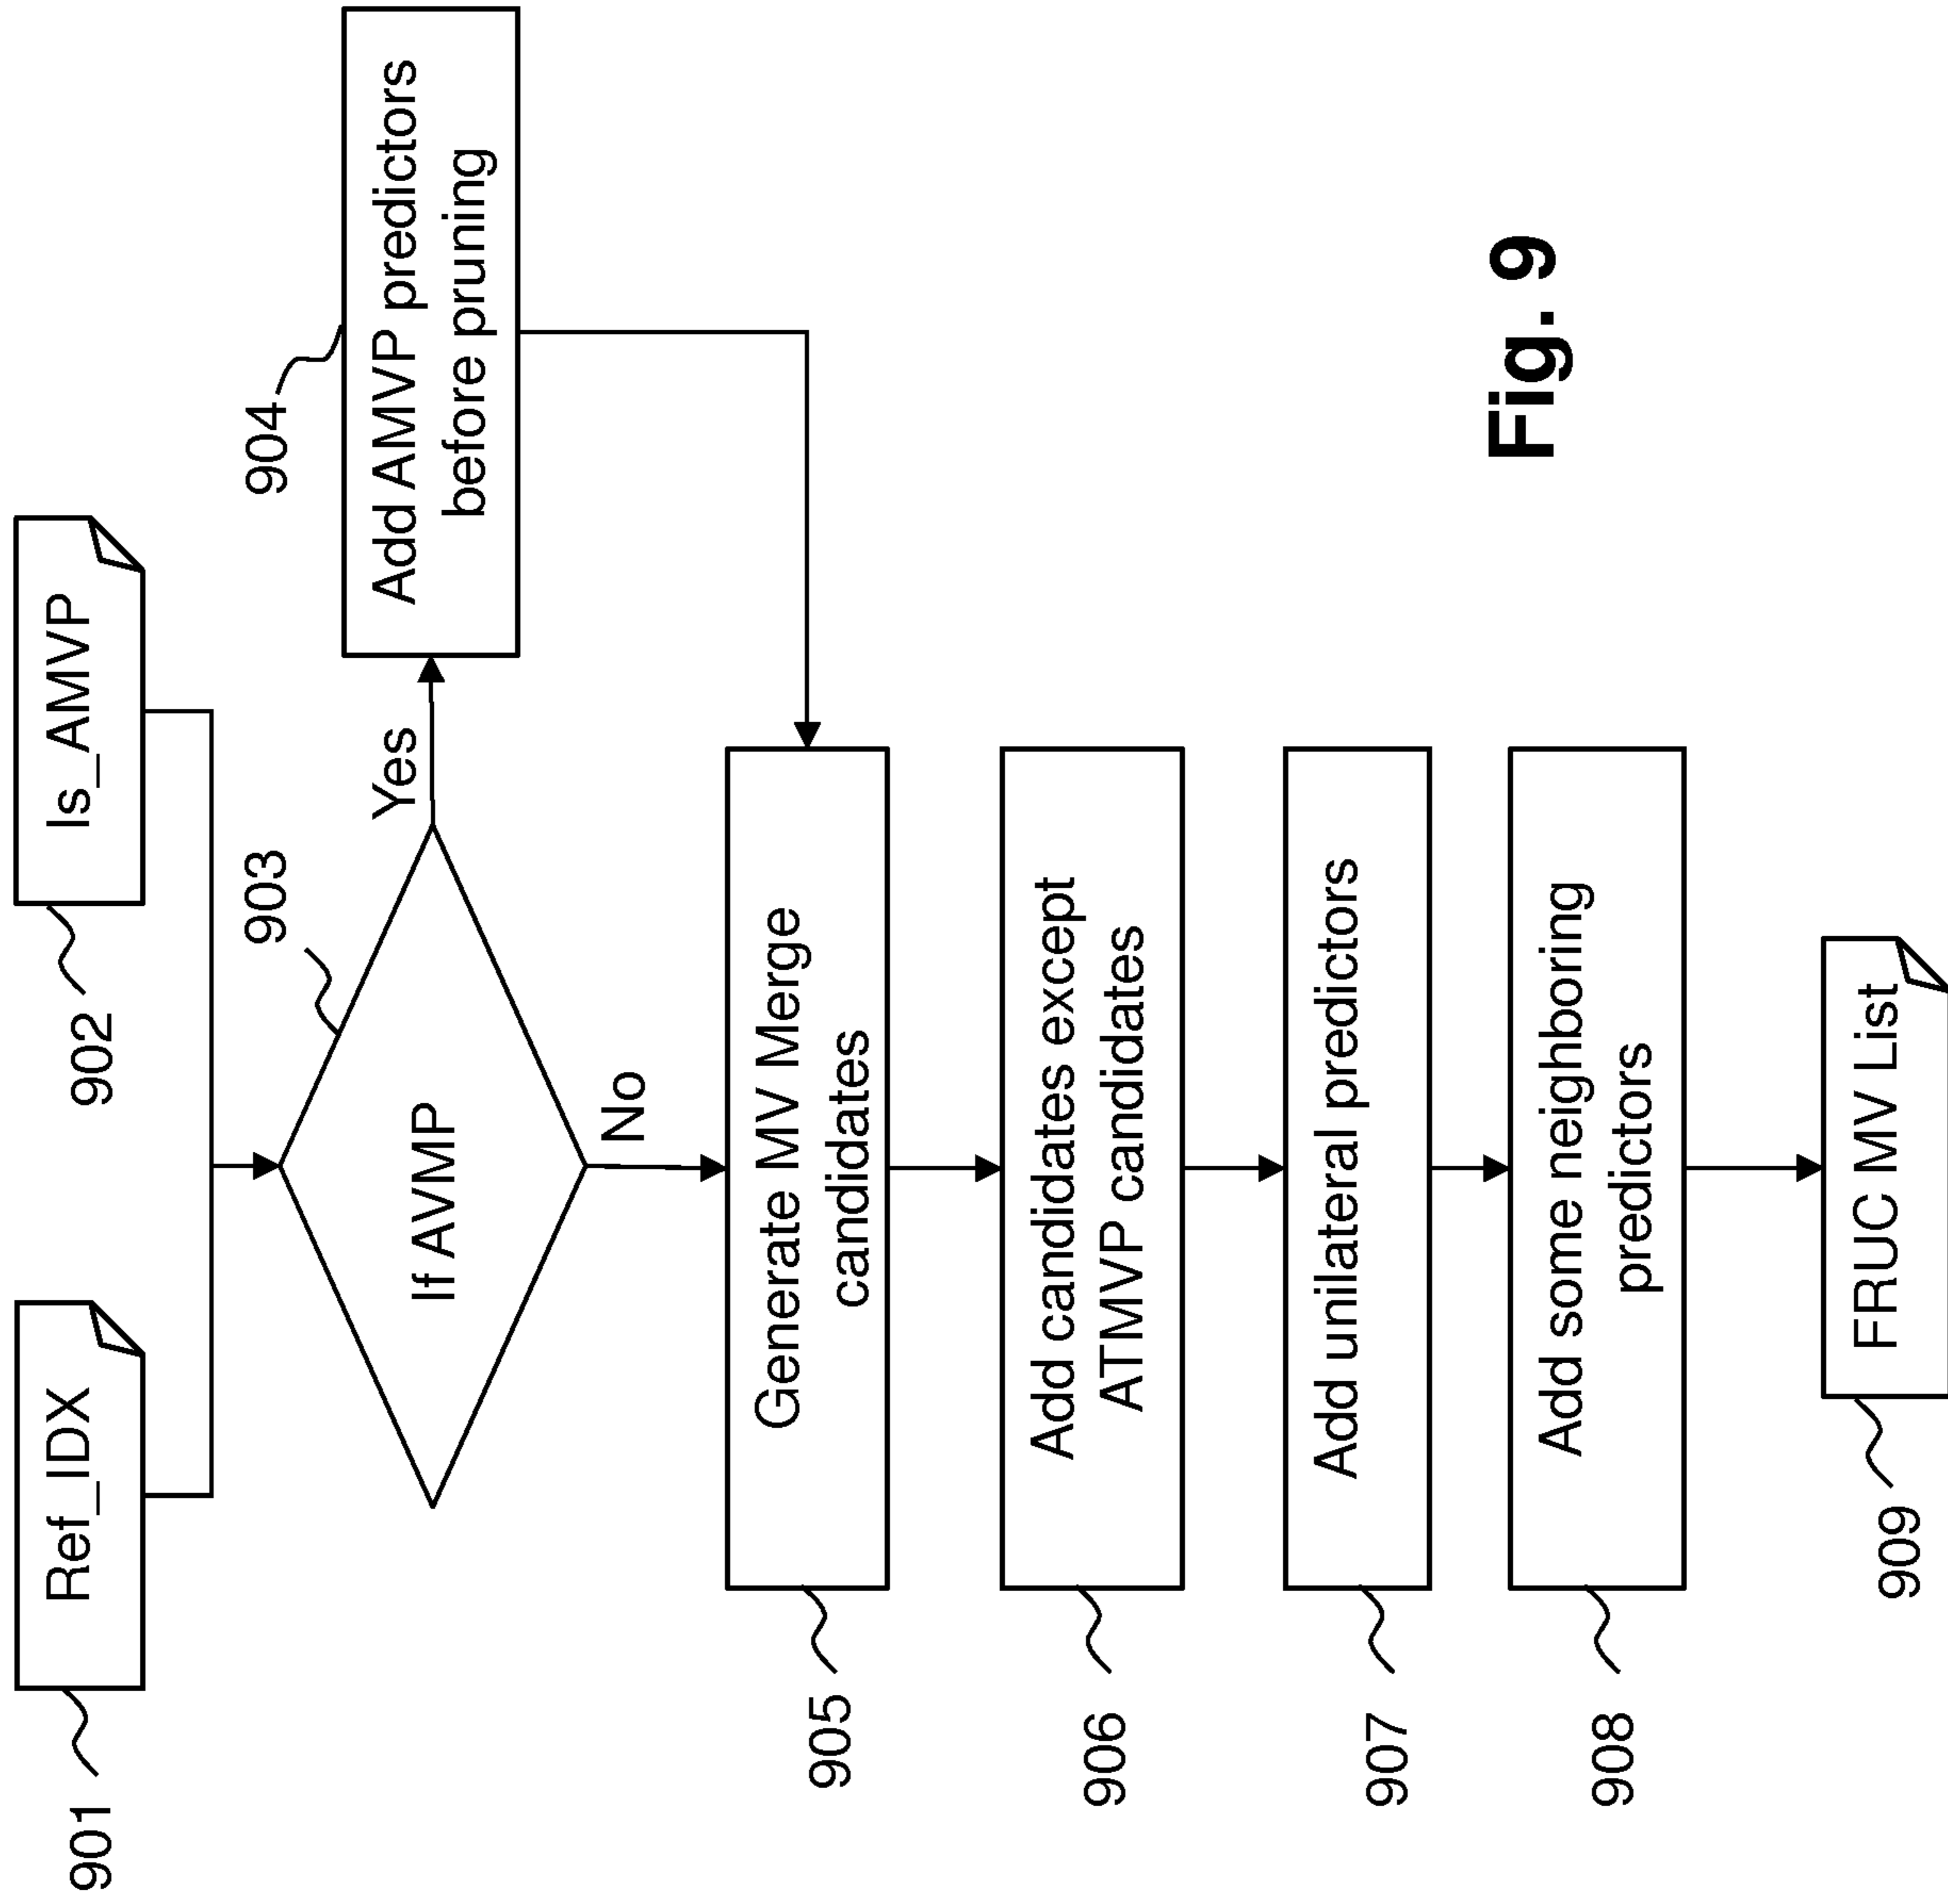 901
Ref_IDX
902
Is_AMVP
903
If AVMP
Yes
904
Add AMVP predictors
before pruning
No
905
Generate MV Merge
candidates
906
Add candidates except
ATMVP candidates
907
Add unilateral predictors
908
Add some neighboring
predictors
909
FRUC MV List
Fig. 9